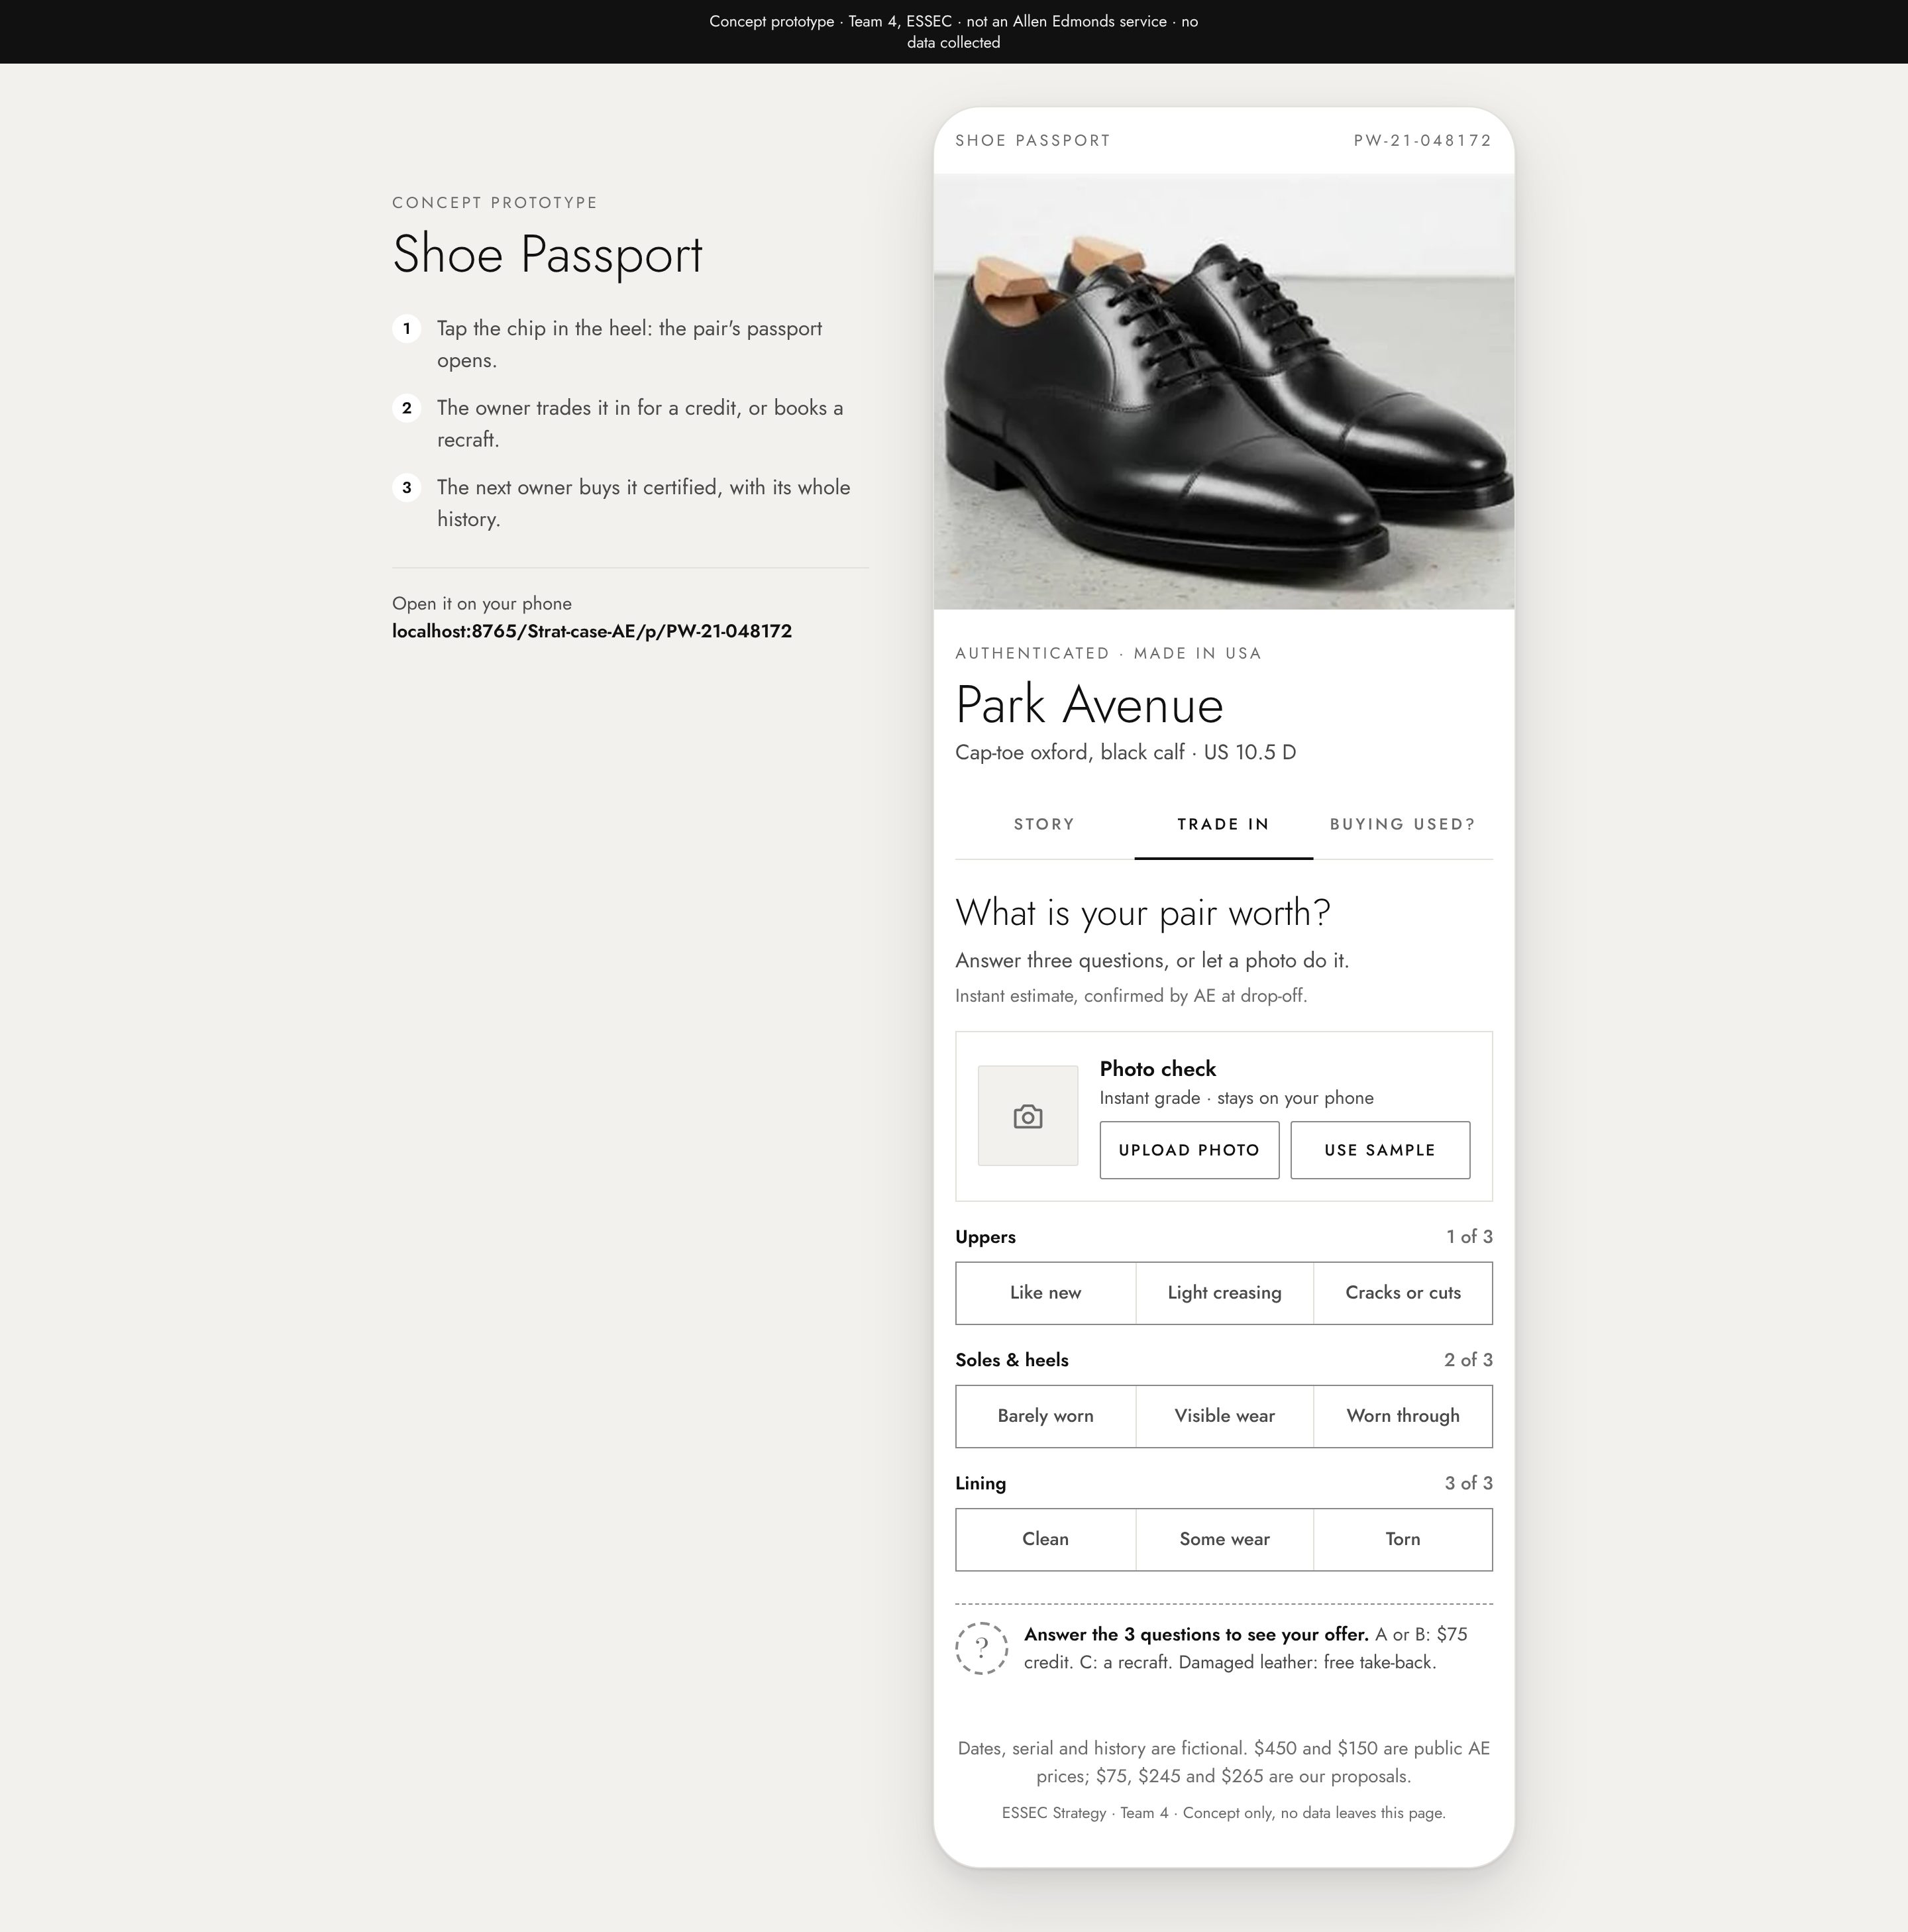 Concept prototype · Team 4, ESSEC · not an Allen Edmonds service · no
data collected
CONCEPT PROTOTYPE
Shoe Passport
1 Tap the chip in the heel: the pair's passport
opens.
2 The owner trades it in for a credit, or books a
recraft.
3 The next owner buys it certified, with its whole
history.
Open it on your phone
localhost:8765/Strat-case-AE/p/PW-21-048172
SHOE PASSPORT PW-21-048172
AUTHENTICATED · MADE IN USA
Park Avenue
Cap-toe oxford, black calf · US 10.5 D
STORY TRADE IN BUYING USED?
What is your pair worth?
Answer three questions, or let a photo do it.
Instant estimate, confirmed by AE at drop-off.
Photo check
Instant grade · stays on your phone
UPLOAD PHOTO USE SAMPLE
Uppers 1 of 3
Like new Light creasing Cracks or cuts
Soles & heels 2 of 3
Barely worn Visible wear Worn through
Lining 3 of 3
Clean Some wear Torn
? Answer the 3 questions to see your offer. A or B: $75
credit. C: a recraft. Damaged leather: free take-back.
Dates, serial and history are fictional. $450 and $150 are public AE
prices; $75, $245 and $265 are our proposals.
ESSEC Strategy · Team 4 · Concept only, no data leaves this page.